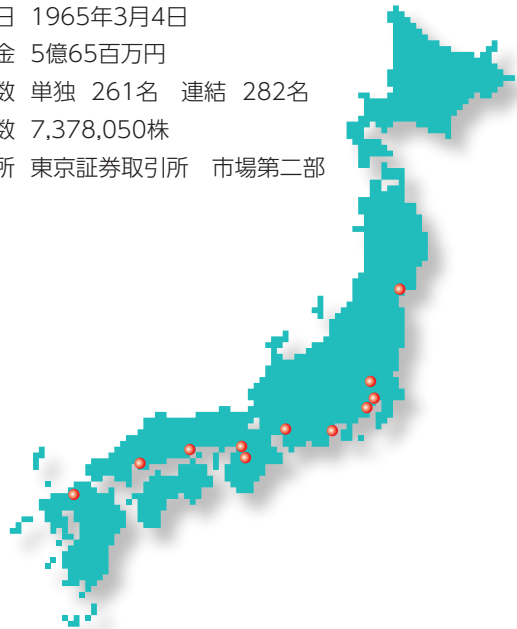 日 1965年3月4日
金 5億65百万円
数 単独 261名 連結 282名
数 7,378,050株
所 東京証券取引所 市場第二部